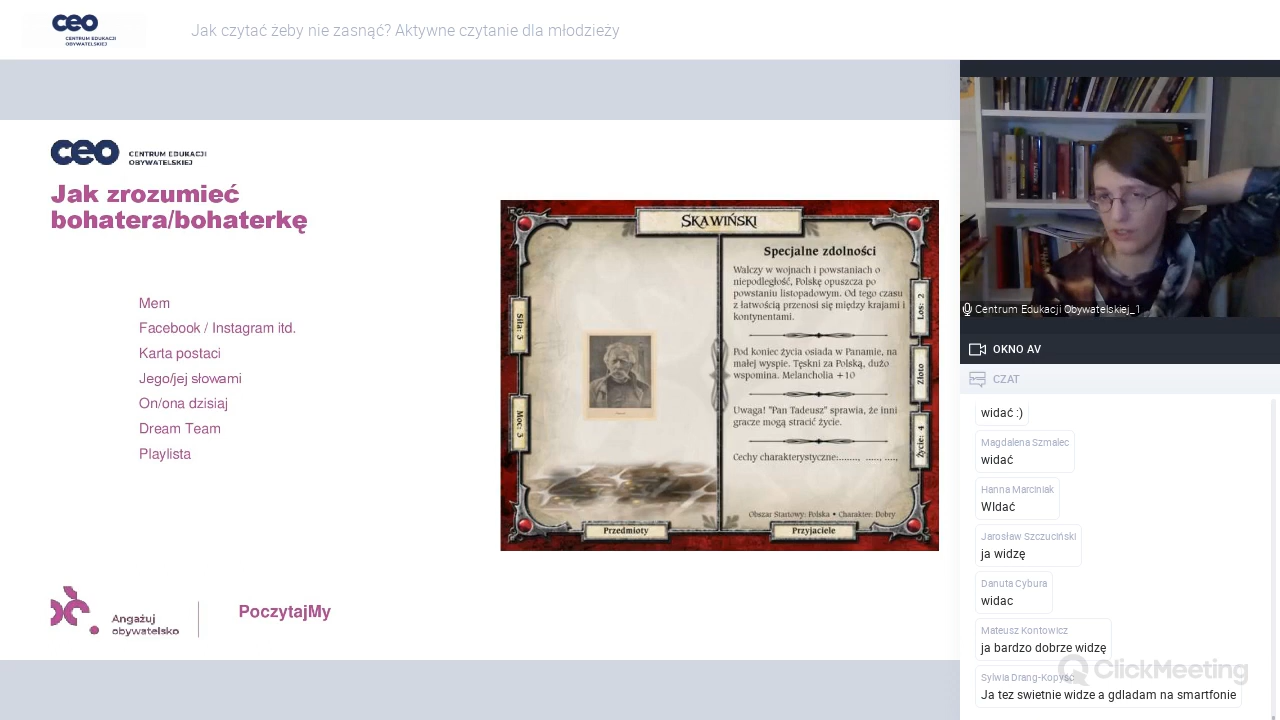 ceo
CENTRUM EDUKACJI
OBYWATELSKIEJ
Jak czytać żeby nie zasnąć? Aktywne czytanie dla młodzieży
ceo
CENTRUM EDUKACJI
OBYWATELSKIEJ
Jak zrozumieć
bohatera/bohaterkę
Mem
Facebook / Instagram itd.
Karta postaci
Jego/jej słowami
On/ona dzisiaj
Dream Team
Playlista
SKAWIŃSKI
Siła: 3
Moc: 3
Specjalne zdolności
Walczy w wojnach i powstaniach o
niepodległość, Polskę opuszcza po
powstaniu listopadowym. Od tego czasu
z łatwością przenosi się między krajami i
kontynentami.
Pod koniec życia osiada w Panamie, na
małej wyspie. Tęskni za Polską, dużo
wspomina. Melancholia +10
Uwaga! "Pan Tadeusz" sprawia, że inni
gracze mogą stracić życie.
Cechy charakterystyczne:........, ....., ....,
Obszar Startowy: Polska • Charakter: Dobry
Los: 2
Złoto
Życie: 4
Przedmioty
Przyjaciele
Angażuj
obywatelsko
PoczytajMy
Centrum Edukacji Obywatelskiej_1
OKNO AV
CZAT
widać :)
Magdalena Szmalec
widać
Hanna Marciniak
WIdać
Jarosław Szczuciński
ja widzę
Danuta Cybura
widac
Mateusz Kontowicz
ja bardzo dobrze widzę
Sylwia Drang-Kopyść
Ja tez swietnie widze a gdladam na smartfonie
ClickMeeting